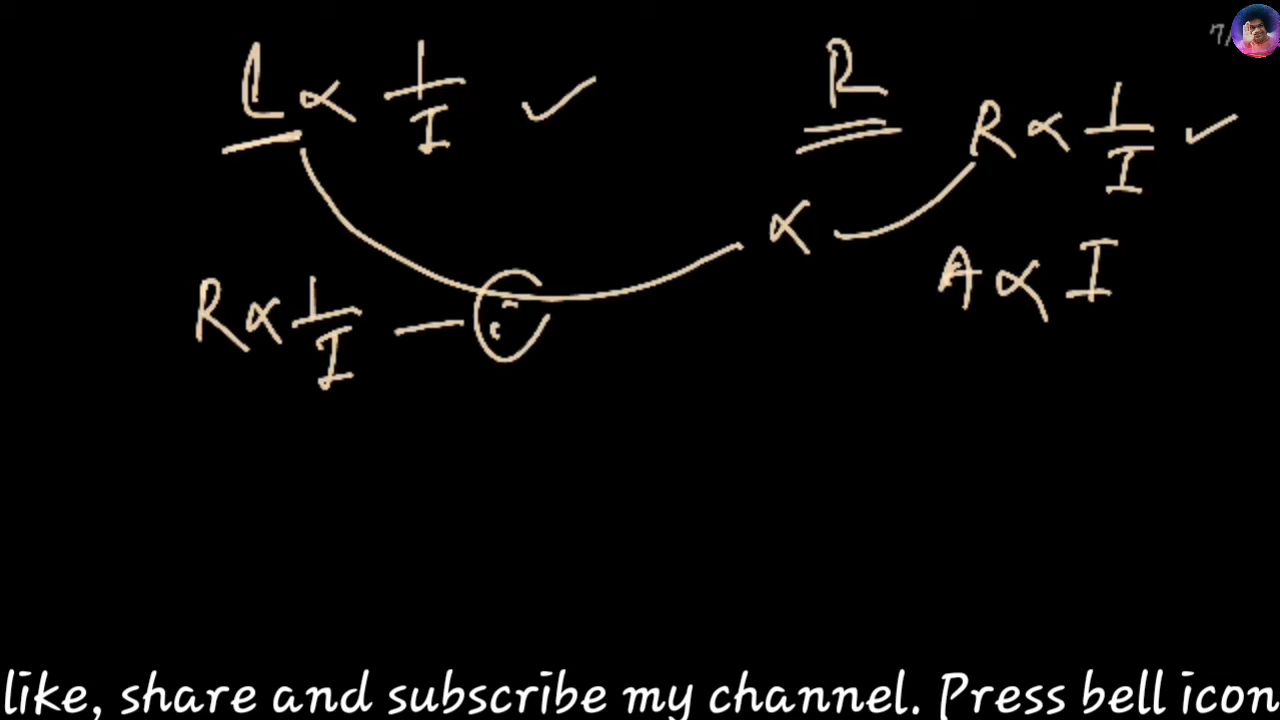 l ∝ 1/I ✓
R
R ∝ 1/I ✓
∝
A ∝ I
R ∝ 1/I —
like, share and subscribe my channel. Press bell icon